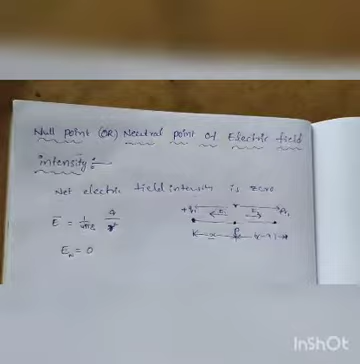 Null point (OR) Neutral point of Electric field
intensity :-
Net electric field intensity is zero
E = 1/4πε q/r²
E_N = 0
InShOt